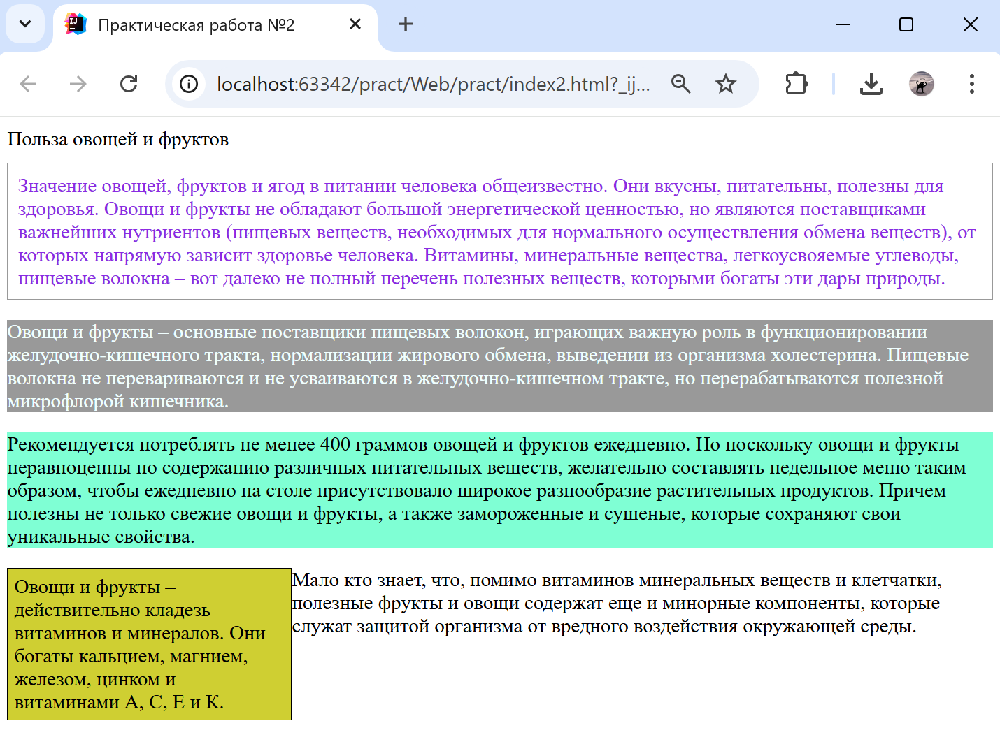 Практическая работа №2
localhost:63342/pract/Web/pract/index2.html?_ij...
Польза овощей и фруктов
Значение овощей, фруктов и ягод в питании человека общеизвестно. Они вкусны, питательны, полезны для
здоровья. Овощи и фрукты не обладают большой энергетической ценностью, но являются поставщиками
важнейших нутриентов (пищевых веществ, необходимых для нормального осуществления обмена веществ), от
которых напрямую зависит здоровье человека. Витамины, минеральные вещества, легкоусвояемые углеводы,
пищевые волокна – вот далеко не полный перечень полезных веществ, которыми богаты эти дары природы.
Овощи и фрукты – основные поставщики пищевых волокон, играющих важную роль в функционировании
желудочно-кишечного тракта, нормализации жирового обмена, выведении из организма холестерина. Пищевые
волокна не перевариваются и не усваиваются в желудочно-кишечном тракте, но перерабатываются полезной
микрофлорой кишечника.
Рекомендуется потреблять не менее 400 граммов овощей и фруктов ежедневно. Но поскольку овощи и фрукты
неравноценны по содержанию различных питательных веществ, желательно составлять недельное меню таким
образом, чтобы ежедневно на столе присутствовало широкое разнообразие растительных продуктов. Причем
полезны не только свежие овощи и фрукты, а также замороженные и сушеные, которые сохраняют свои
уникальные свойства.
Овощи и фрукты –
действительно кладезь
витаминов и минералов. Они
богаты кальцием, магнием,
железом, цинком и
витаминами А, С, Е и К.
Мало кто знает, что, помимо витаминов минеральных веществ и клетчатки,
полезные фрукты и овощи содержат еще и минорные компоненты, которые
служат защитой организма от вредного воздействия окружающей среды.